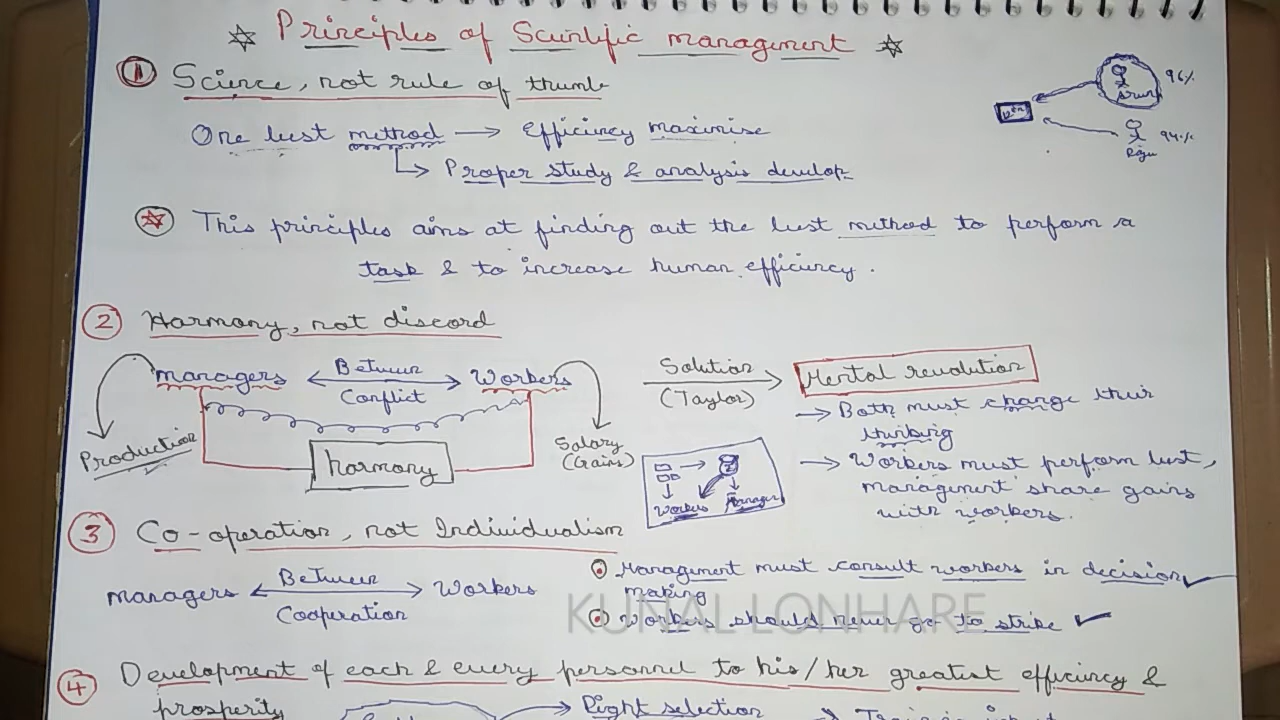 ☆ Principles of Scientific management ☆
① Science, not rule of thumb
One best method → Efficiency maximise
↳ Proper study & analysis develop
Arun 96%
94%
☆ This principles aims at finding out the best method to perform a
task & to increase human efficiency.
② Harmony, not discord
managers ← Between → Workers
Conflict
Production
harmony
Salary
(Gains)
Solution
(Taylor)
Mental revolution
→ Both must change their
thinking
→ Workers must perform best,
management share gains
with workers.
workers Manager
③ Co-operation, not Individualism
managers ← Between → Workers
Cooperation
Management must consult workers in decision ✓
making
workers should never go to strike ✓
KUNAL LONHARE
④ Development of each & every personnel to his/her greatest efficiency &
prosperity
→ Right selection